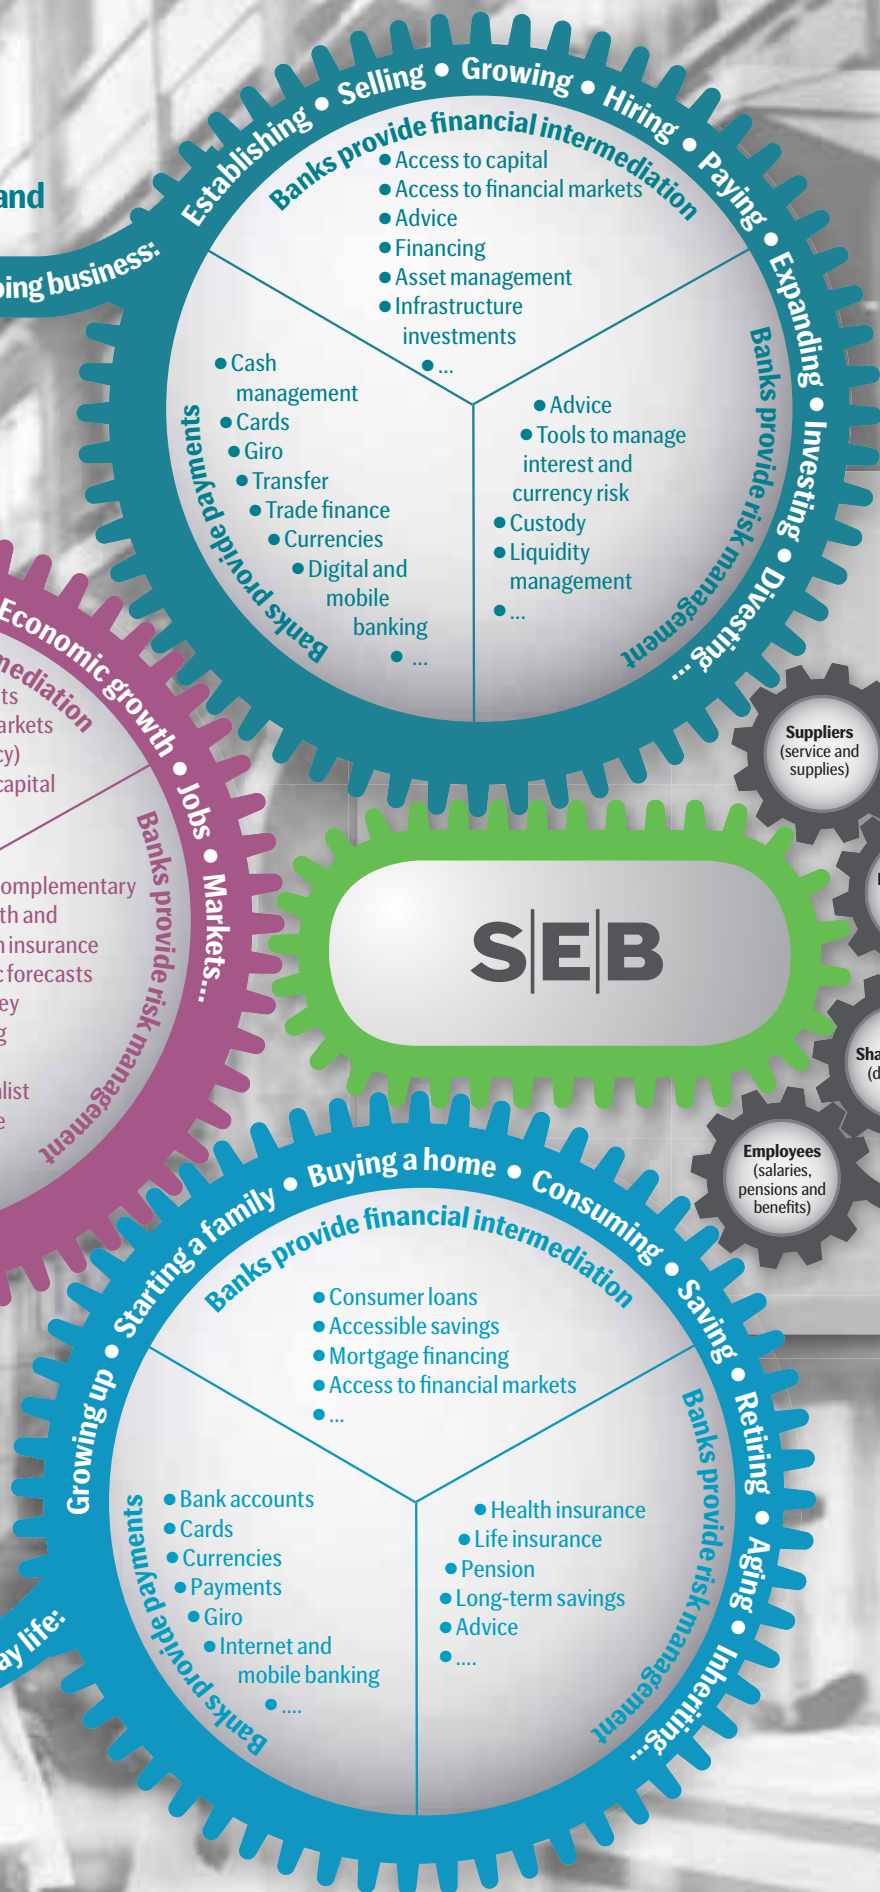 and
oing business:
Establishing • Selling • Growing • Hiring • Paying • Expanding • Investing • Divesting...
Banks provide financial intermediation
• Access to capital
• Access to financial markets
• Advice
• Financing
• Asset management
• Infrastructure
investments
• ...
Banks provide payments
• Cash
management
• Cards
• Giro
• Transfer
• Trade finance
• Currencies
• Digital and
mobile
banking
• ...
Banks provide risk management
• Advice
• Tools to manage
interest and
currency risk
• Custody
• Liquidity
management
• ...
Economic growth • Jobs • Markets...
mediation
ts
arkets
cy)
capital
Banks provide risk management
omplementary
th and
n insurance
c forecasts
ey
g
list
e
SEB
Suppliers
(service and
supplies)
Sha
(d
Employees
(salaries,
pensions and
benefits)
ay life:
Growing up • Starting a family • Buying a home • Consuming • Saving • Retiring • Aging • Inheriting...
Banks provide financial intermediation
• Consumer loans
• Accessible savings
• Mortgage financing
• Access to financial markets
• ...
Banks provide payments
• Bank accounts
• Cards
• Currencies
• Payments
• Giro
• Internet and
mobile banking
• ....
Banks provide risk management
• Health insurance
• Life insurance
• Pension
• Long-term savings
• Advice
• ....